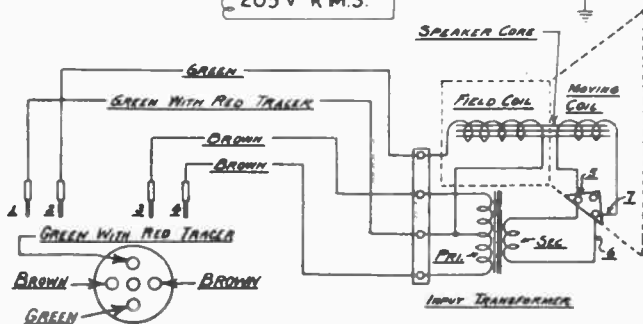 205V R.M.S.
SPEAKER CORE
GREEN
GREEN WITH RED TRACER
FIELD COIL
MOVING
COIL
BROWN
BROWN
5
7
1
2
3
4
6
GREEN WITH RED TRACER
PRI.
SEC
BROWN
BROWN
GREEN
INPUT TRANSFORMER